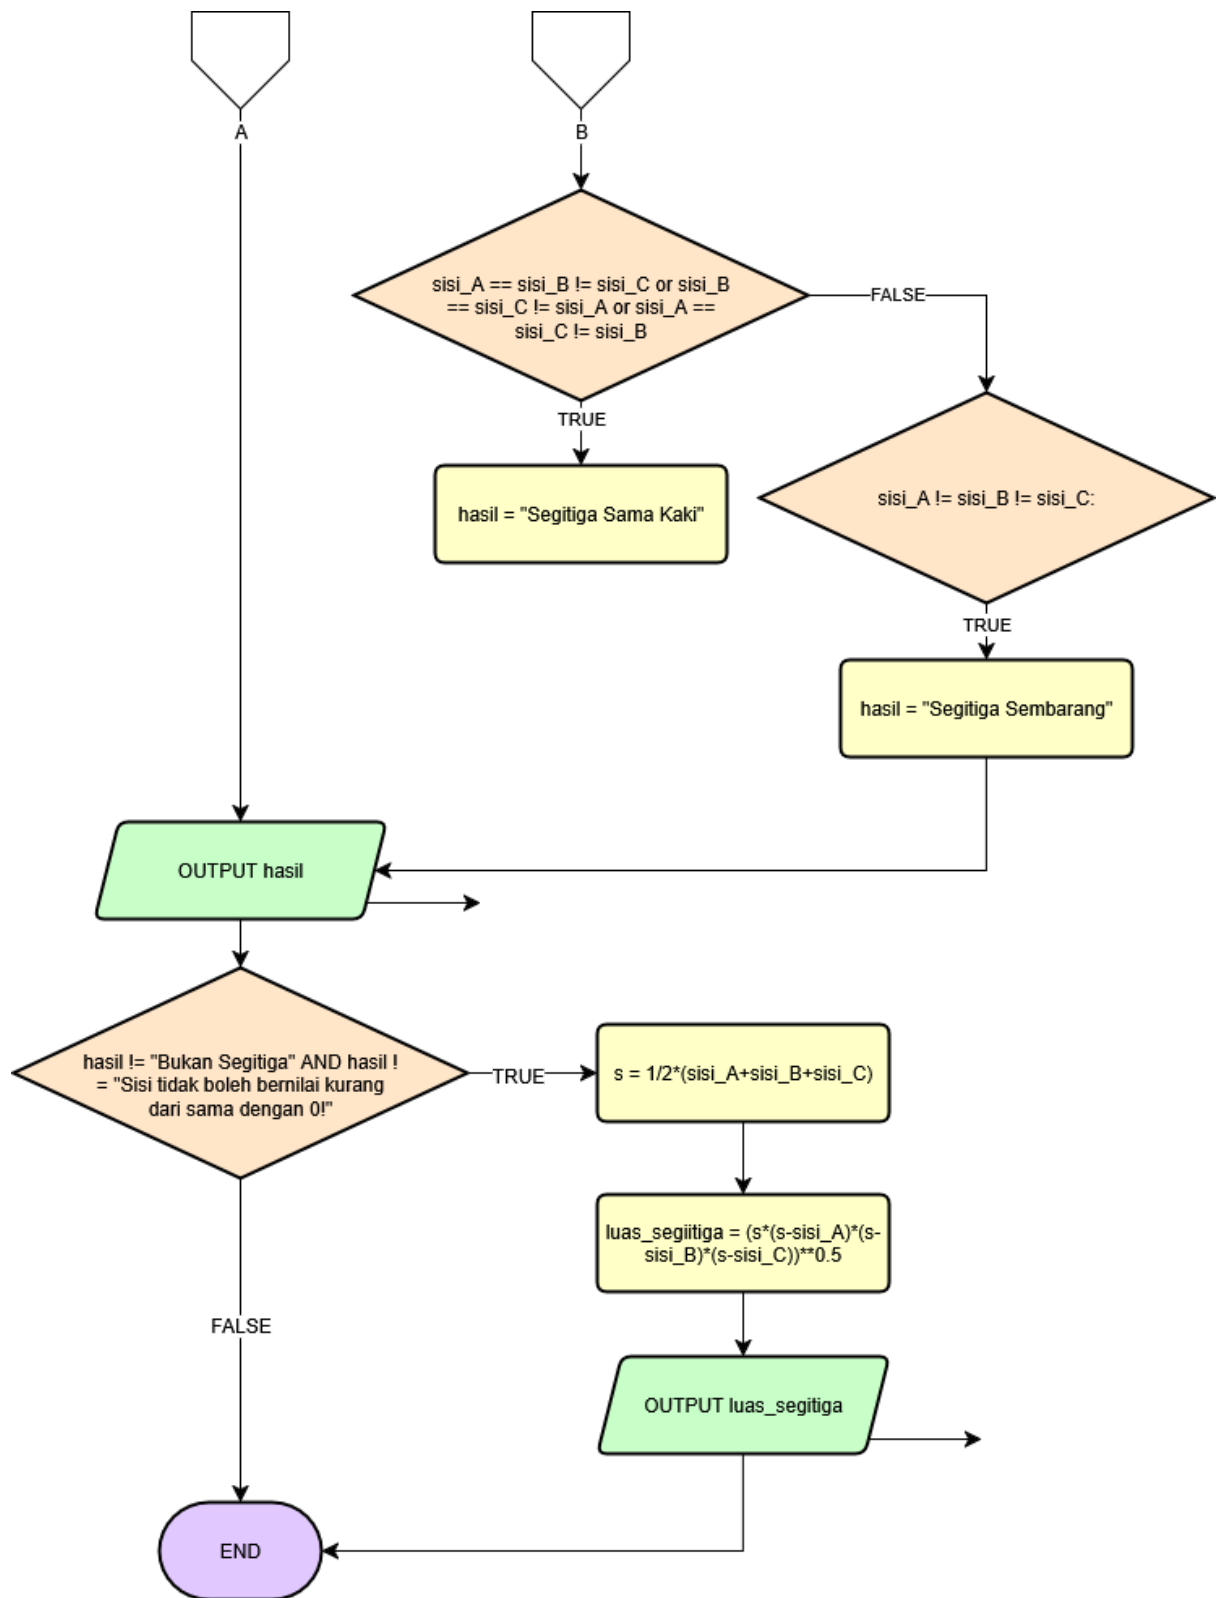 A
B
sisi_A == sisi_B != sisi_C or sisi_B
== sisi_C != sisi_A or sisi_A ==
sisi_C != sisi_B
FALSE
TRUE
hasil = "Segitiga Sama Kaki"
sisi_A != sisi_B != sisi_C:
TRUE
hasil = "Segitiga Sembarang"
OUTPUT hasil
hasil != "Bukan Segitiga" AND hasil !
= "Sisi tidak boleh bernilai kurang
dari sama dengan 0!"
TRUE
s = 1/2*(sisi_A+sisi_B+sisi_C)
luas_segiitiga = (s*(s-sisi_A)*(s-
sisi_B)*(s-sisi_C))**0.5
FALSE
OUTPUT luas_segitiga
END